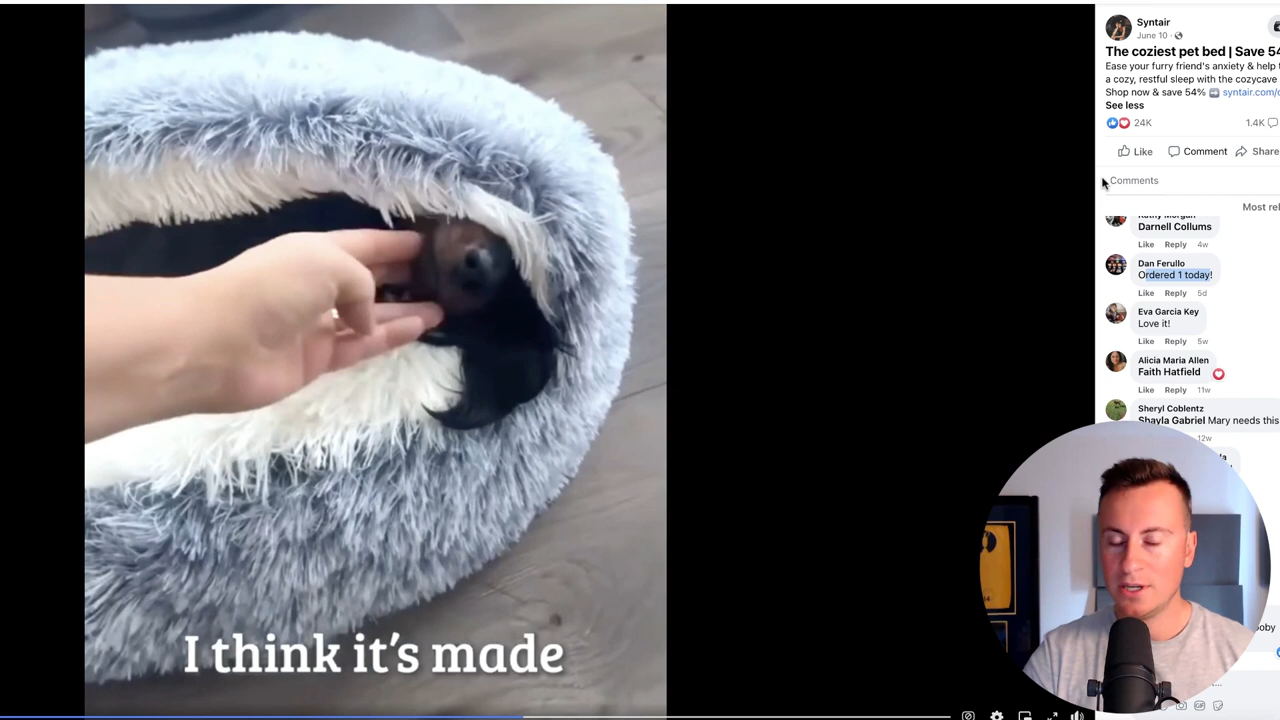 Syntair
June 10
The coziest pet bed | Save 54
Ease your furry friend's anxiety & help t
a cozy, restful sleep with the cozycave
Shop now & save 54% ➡ syntair.com/c
See less
24K
1.4K
Like Comment Share
Comments
Most rel
Kathy Morgan
Darnell Collums
Like Reply 4w
Dan Ferullo
Ordered 1 today!
Like Reply 5d
Eva Garcia Key
Love it!
Like Reply 5w
Alicia Maria Allen
Faith Hatfield
Like Reply 11w
Sheryl Coblentz
Shayla Gabriel Mary needs this
12w
ooby
I think it's made